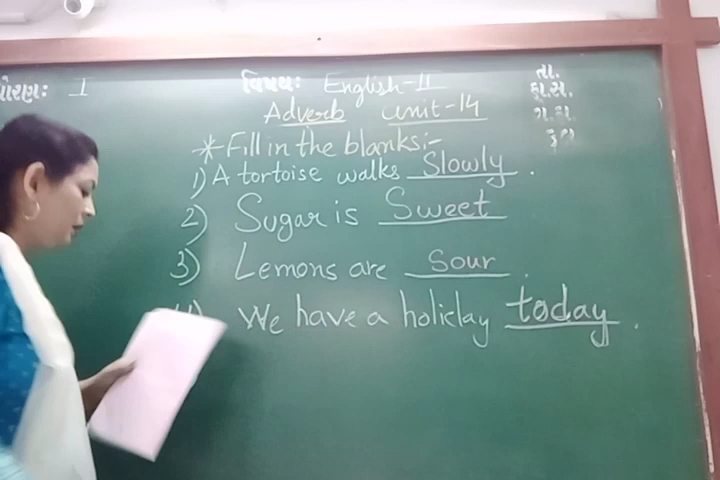 ધોરણ: I
વિષય: English-II
તા.
Adverb unit-14
કુ.સં.
ગ.હા.
કુલ
*Fill in the blanks:-
1) A tortoise walks Slowly.
2) Sugar is Sweet
3) Lemons are Sour.
We have a holiday today.